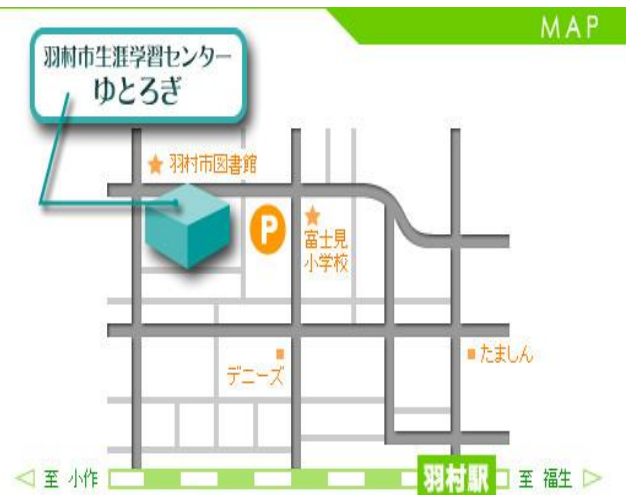 MAP
羽村市生涯学習センター
ゆとろぎ
★ 羽村市図書館
P
★
富士見
小学校
デニーズ
たましん
◁ 至 小作
羽村駅
至 福生 ▷